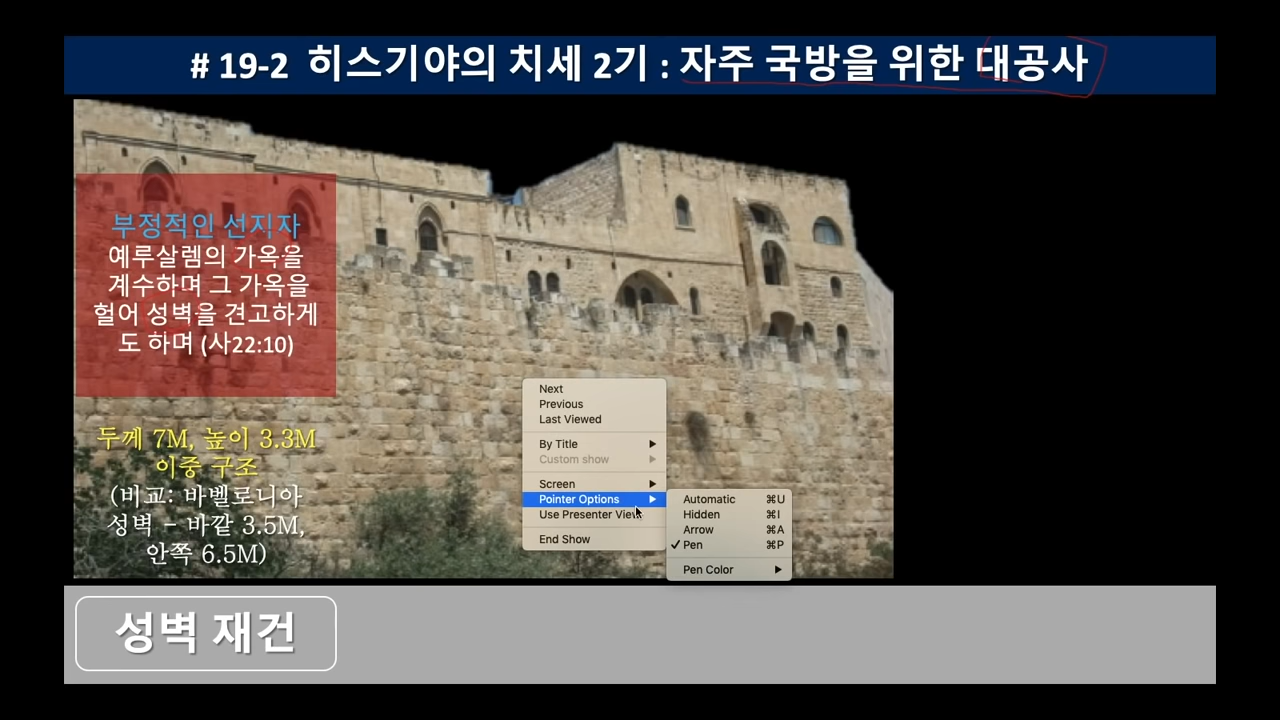 # 19-2 히스기야의 치세 2기 : 자주 국방을 위한 대공사
부정적인 선지자
예루살렘의 가옥을
계수하며 그 가옥을
헐어 성벽을 견고하게
도 하며 (사22:10)
두께 7M, 높이 3.3M
이중 구조
(비교: 바벨로니아
성벽 - 바깥 3.5M,
안쪽 6.5M)
Next
Previous
Last Viewed
By Title
Custom show
Screen
Pointer Options
Use Presenter View
End Show
Automatic ⌘U
Hidden ⌘I
Arrow ⌘A
✓ Pen ⌘P
Pen Color
성벽 재건